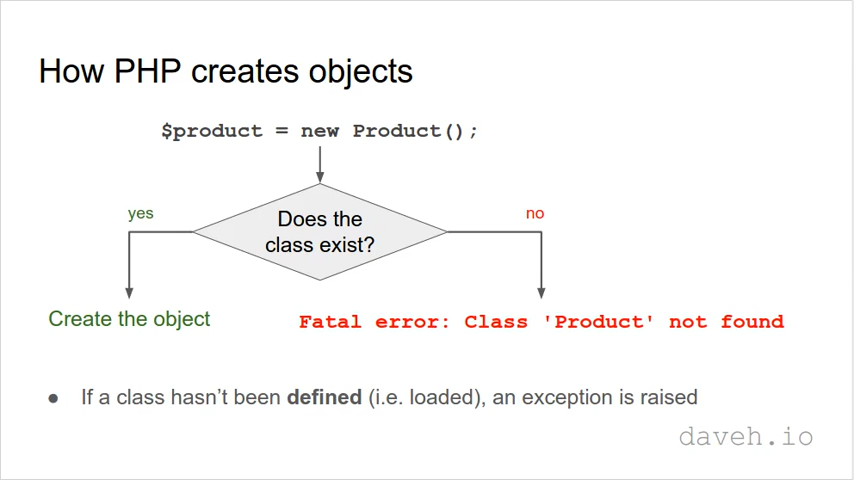 How PHP creates objects
$product = new Product();
yes
no
Does the
class exist?
Create the object
Fatal error: Class 'Product' not found
● If a class hasn't been defined (i.e. loaded), an exception is raised
daveh.io